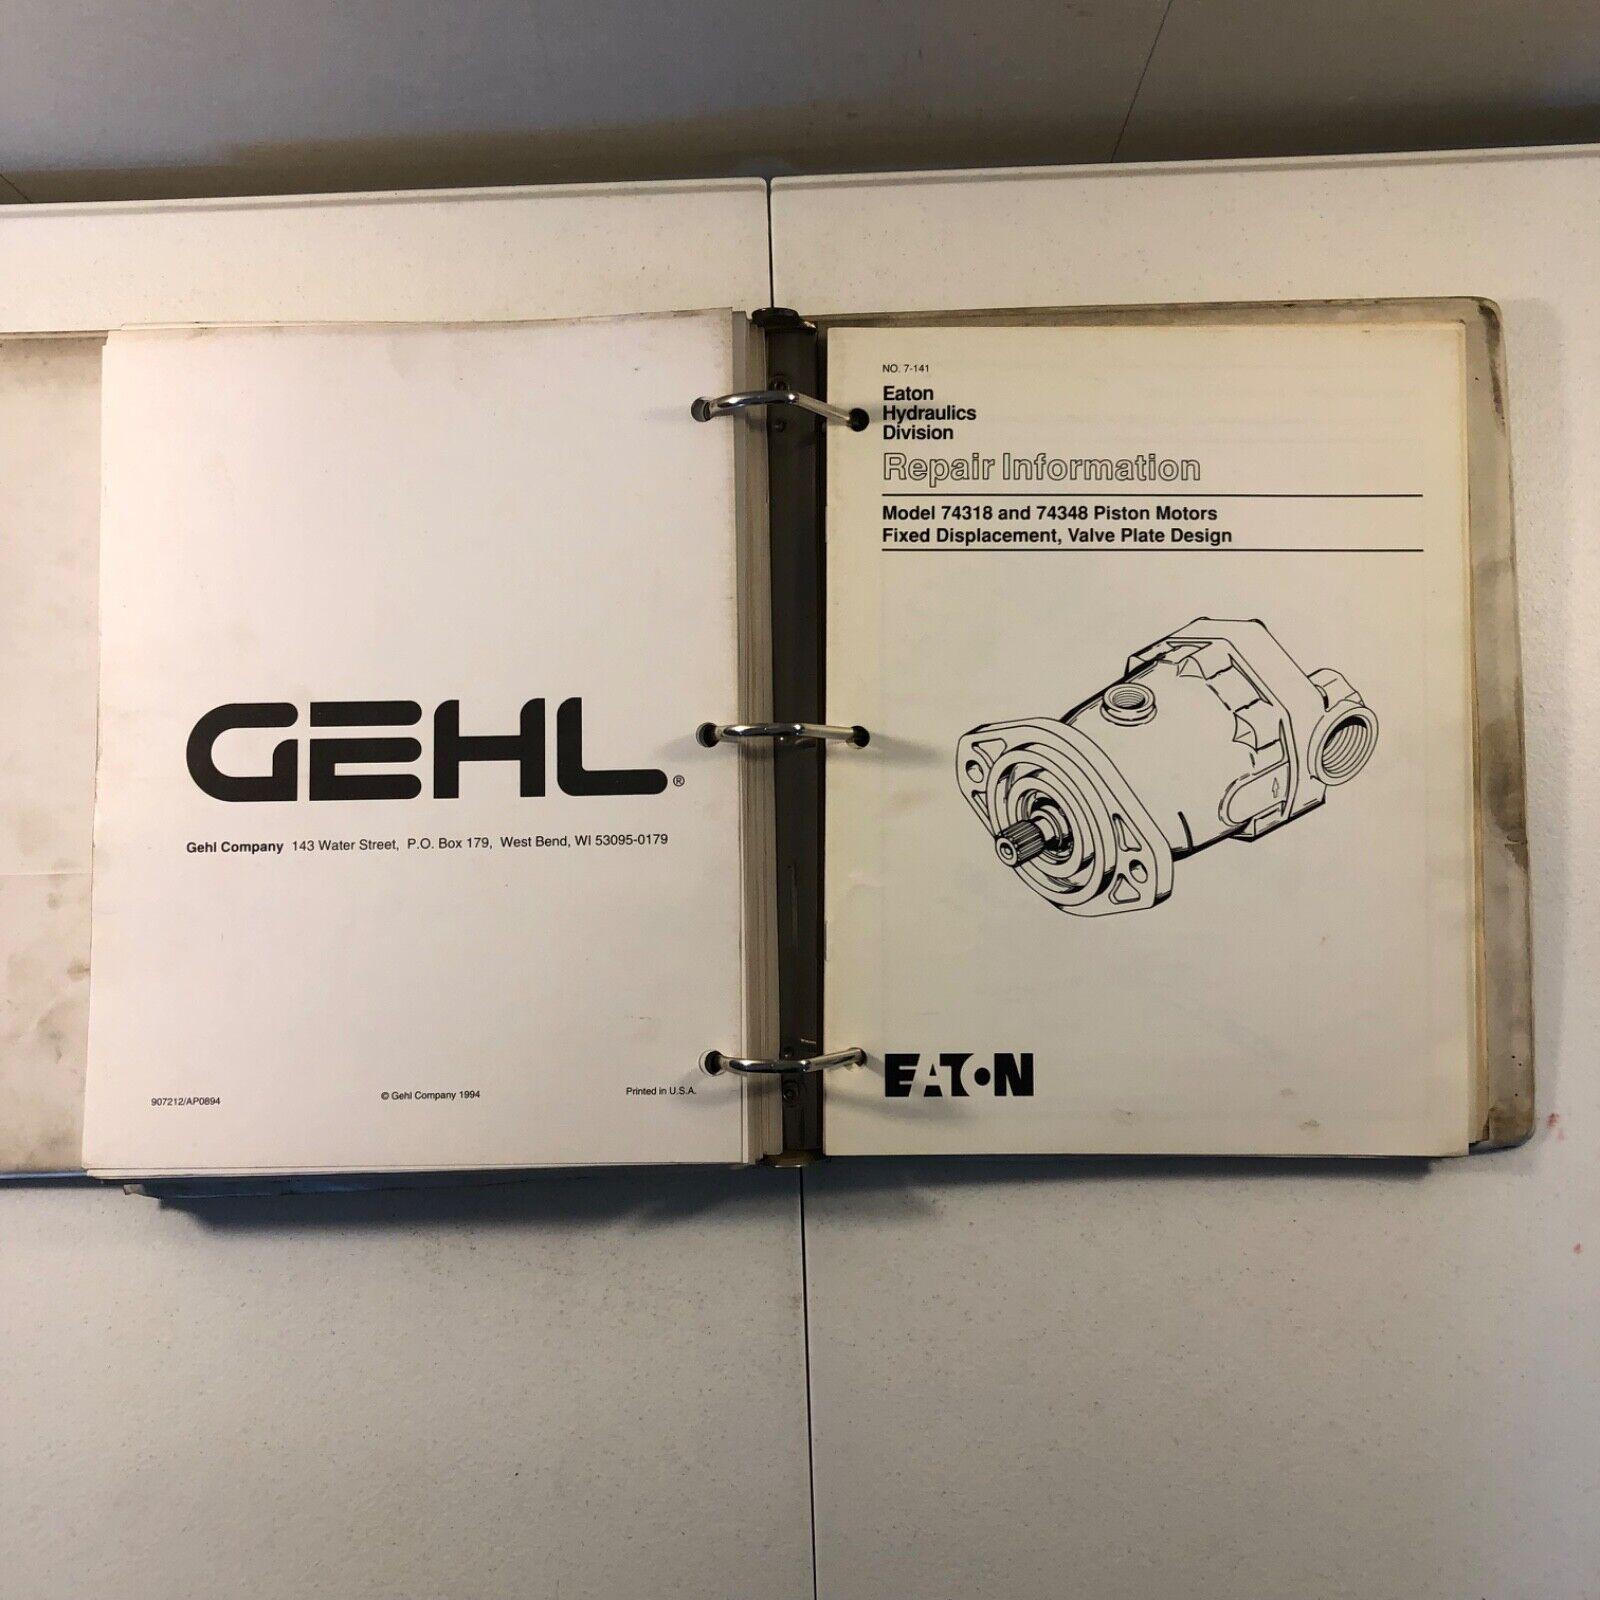 GEHL®
Gehl Company 143 Water Street, P.O. Box 179, West Bend, WI 53095-0179
907212/AP0894
© Gehl Company 1994
Printed in U.S.A.
NO. 7-141
Eaton
Hydraulics
Division
Repair Information
Model 74318 and 74348 Piston Motors
Fixed Displacement, Valve Plate Design
EATON